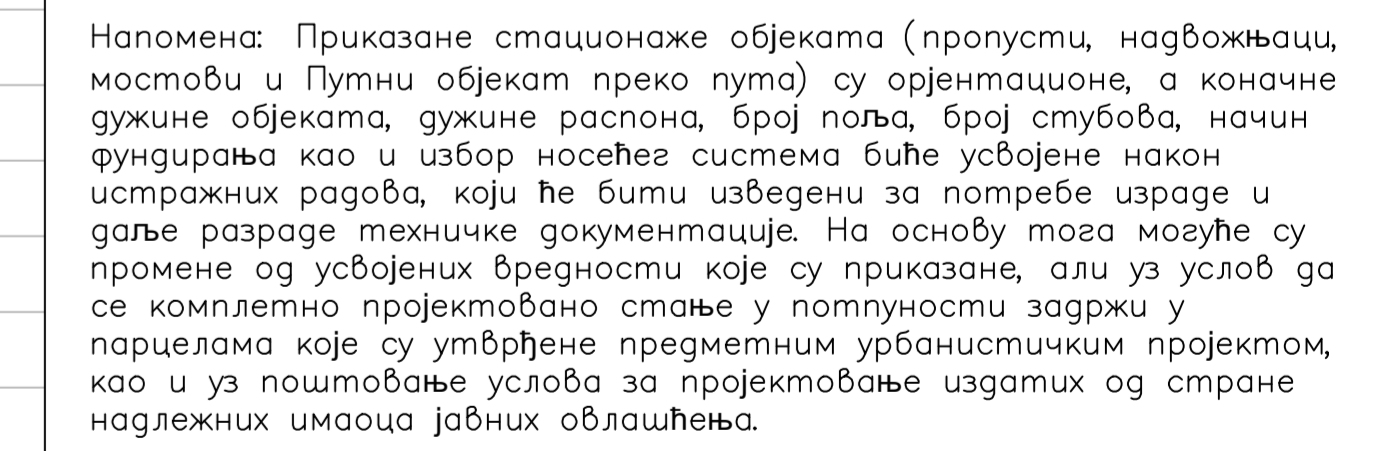 Напомена: Приказане стационаже објеката (пропусти, надвожњаци,
мостови и Путни објекат преко пута) су орјентационе, а коначне
дужине објеката, дужине распона, број поља, број стубова, начин
фундирања као и избор носећег система биће усвојене након
истражних радова, који ће бити изведени за потребе израде и
даље разраде техничке документације. На основу тога могуће су
промене од усвојених вредности које су приказане, али уз услов да
се комплетно пројектовано стање у потпуности задржи у
парцелама које су утврђене предметним урбанистичким пројектом,
као и уз поштовање услова за пројектовање издатих од стране
надлежних имаоца јавних овлашћења.